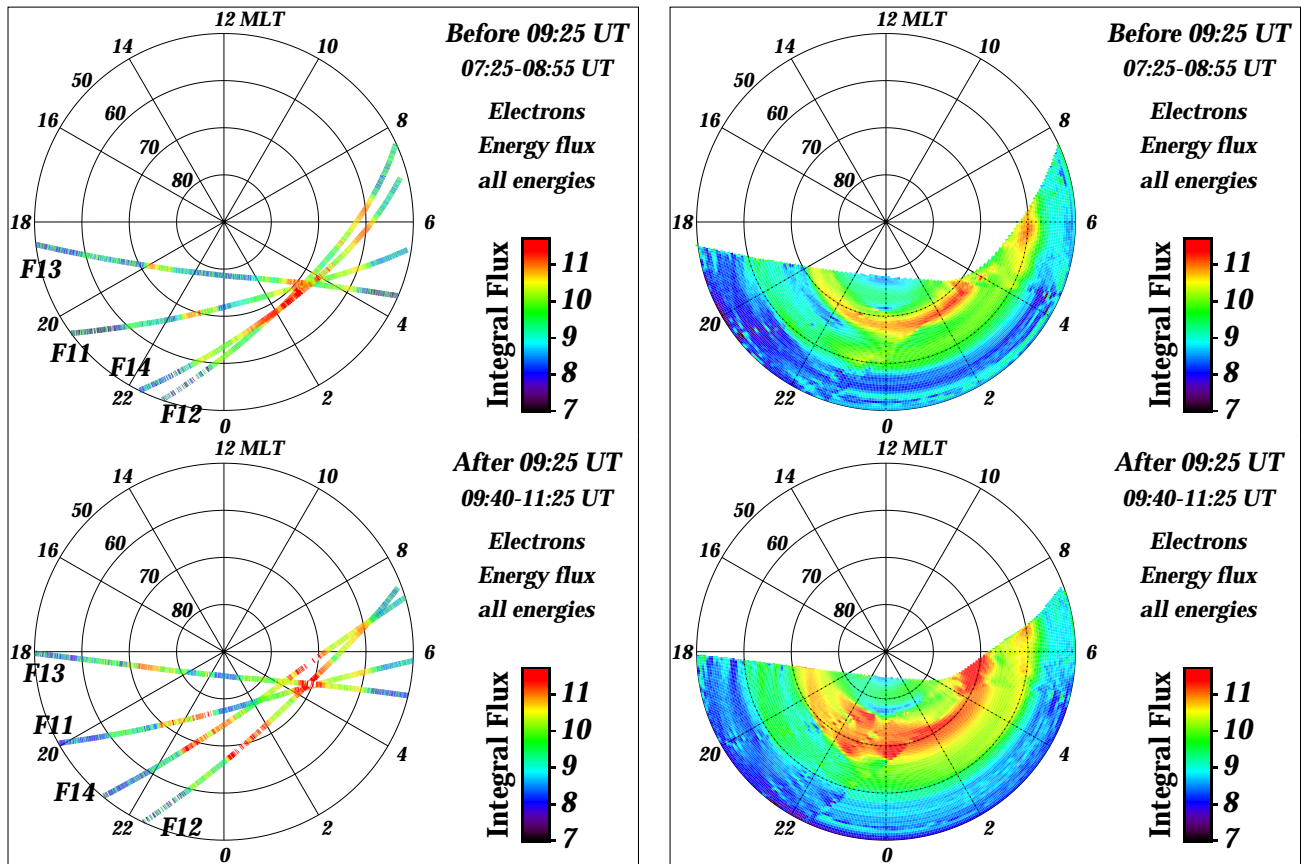 12 MLT
14
10
50
60
16
8
70
80
18
6
F13
20
4
F11
F14
22
2
F12
0
Before 09:25 UT
07:25-08:55 UT
Electrons
Energy flux
all energies
Integral Flux
11
10
9
8
7
12 MLT
14
10
50
60
16
8
70
80
18
6
20
4
22
2
0
Before 09:25 UT
07:25-08:55 UT
Electrons
Energy flux
all energies
Integral Flux
11
10
9
8
7
12 MLT
14
10
50
60
16
8
70
80
18
6
F13
F11
20
4
F14
22
2
F12
0
After 09:25 UT
09:40-11:25 UT
Electrons
Energy flux
all energies
Integral Flux
11
10
9
8
7
12 MLT
14
10
50
60
16
8
70
80
18
6
20
4
22
2
0
After 09:25 UT
09:40-11:25 UT
Electrons
Energy flux
all energies
Integral Flux
11
10
9
8
7